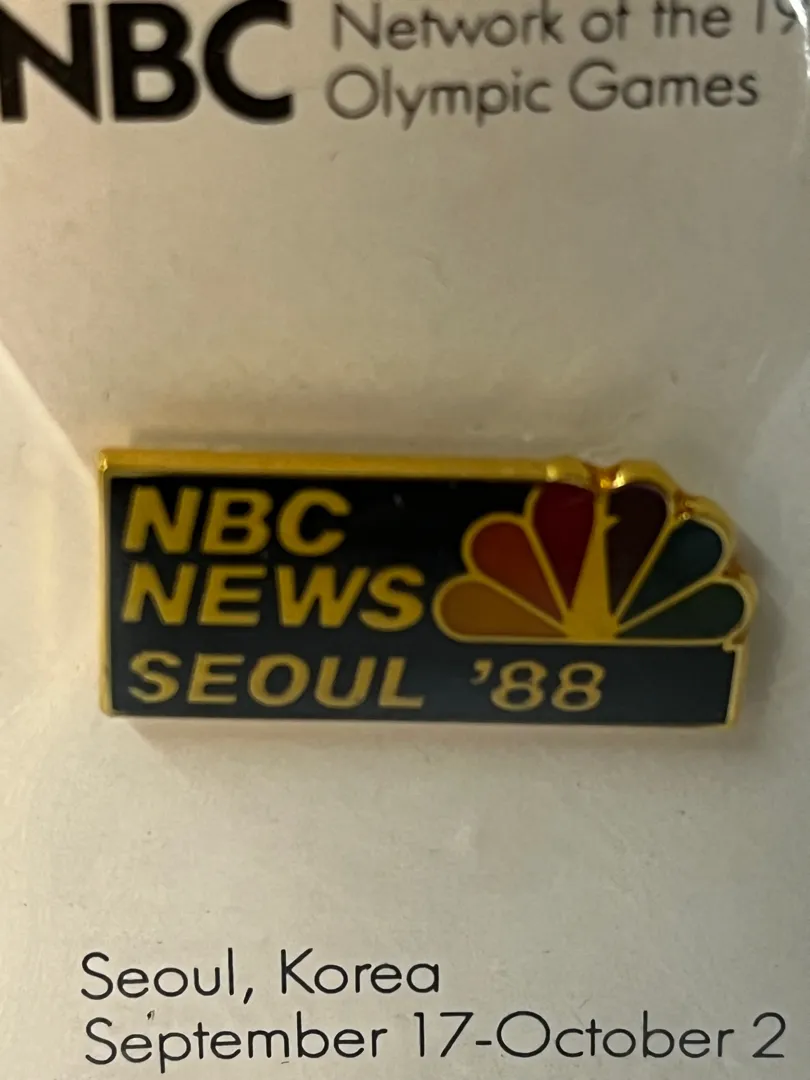 NBC
Network of the 19
Olympic Games
NBC
NEWS
SEOUL '88
Seoul, Korea
September 17-October 2